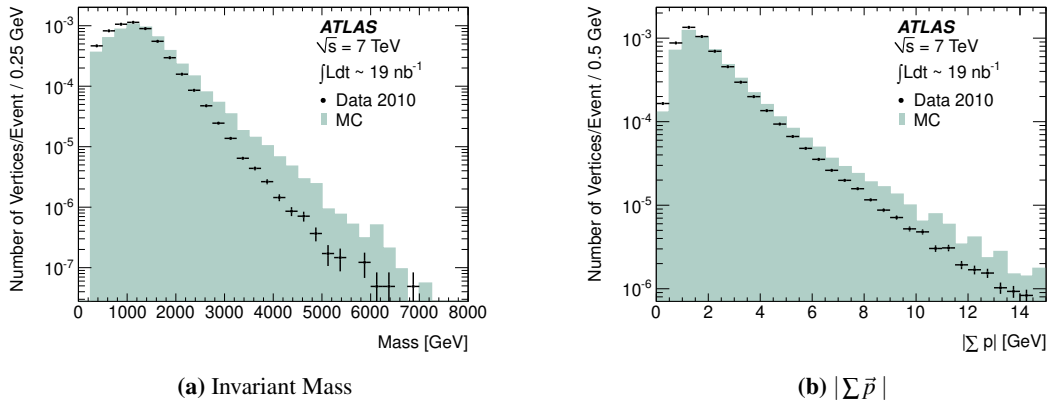 Number of Vertices/Event / 0.25 GeV
10⁻³
10⁻⁴
10⁻⁵
10⁻⁶
10⁻⁷
ATLAS
√s = 7 TeV
∫Ldt ~ 19 nb⁻¹
Data 2010
MC
0 1000 2000 3000 4000 5000 6000 7000 8000
Mass [GeV]
(a) Invariant Mass
Number of Vertices/Event / 0.5 GeV
10⁻³
10⁻⁴
10⁻⁵
10⁻⁶
ATLAS
√s = 7 TeV
∫Ldt ~ 19 nb⁻¹
Data 2010
MC
0 2 4 6 8 10 12 14
|∑ p| [GeV]
(b) |∑p⃗ |